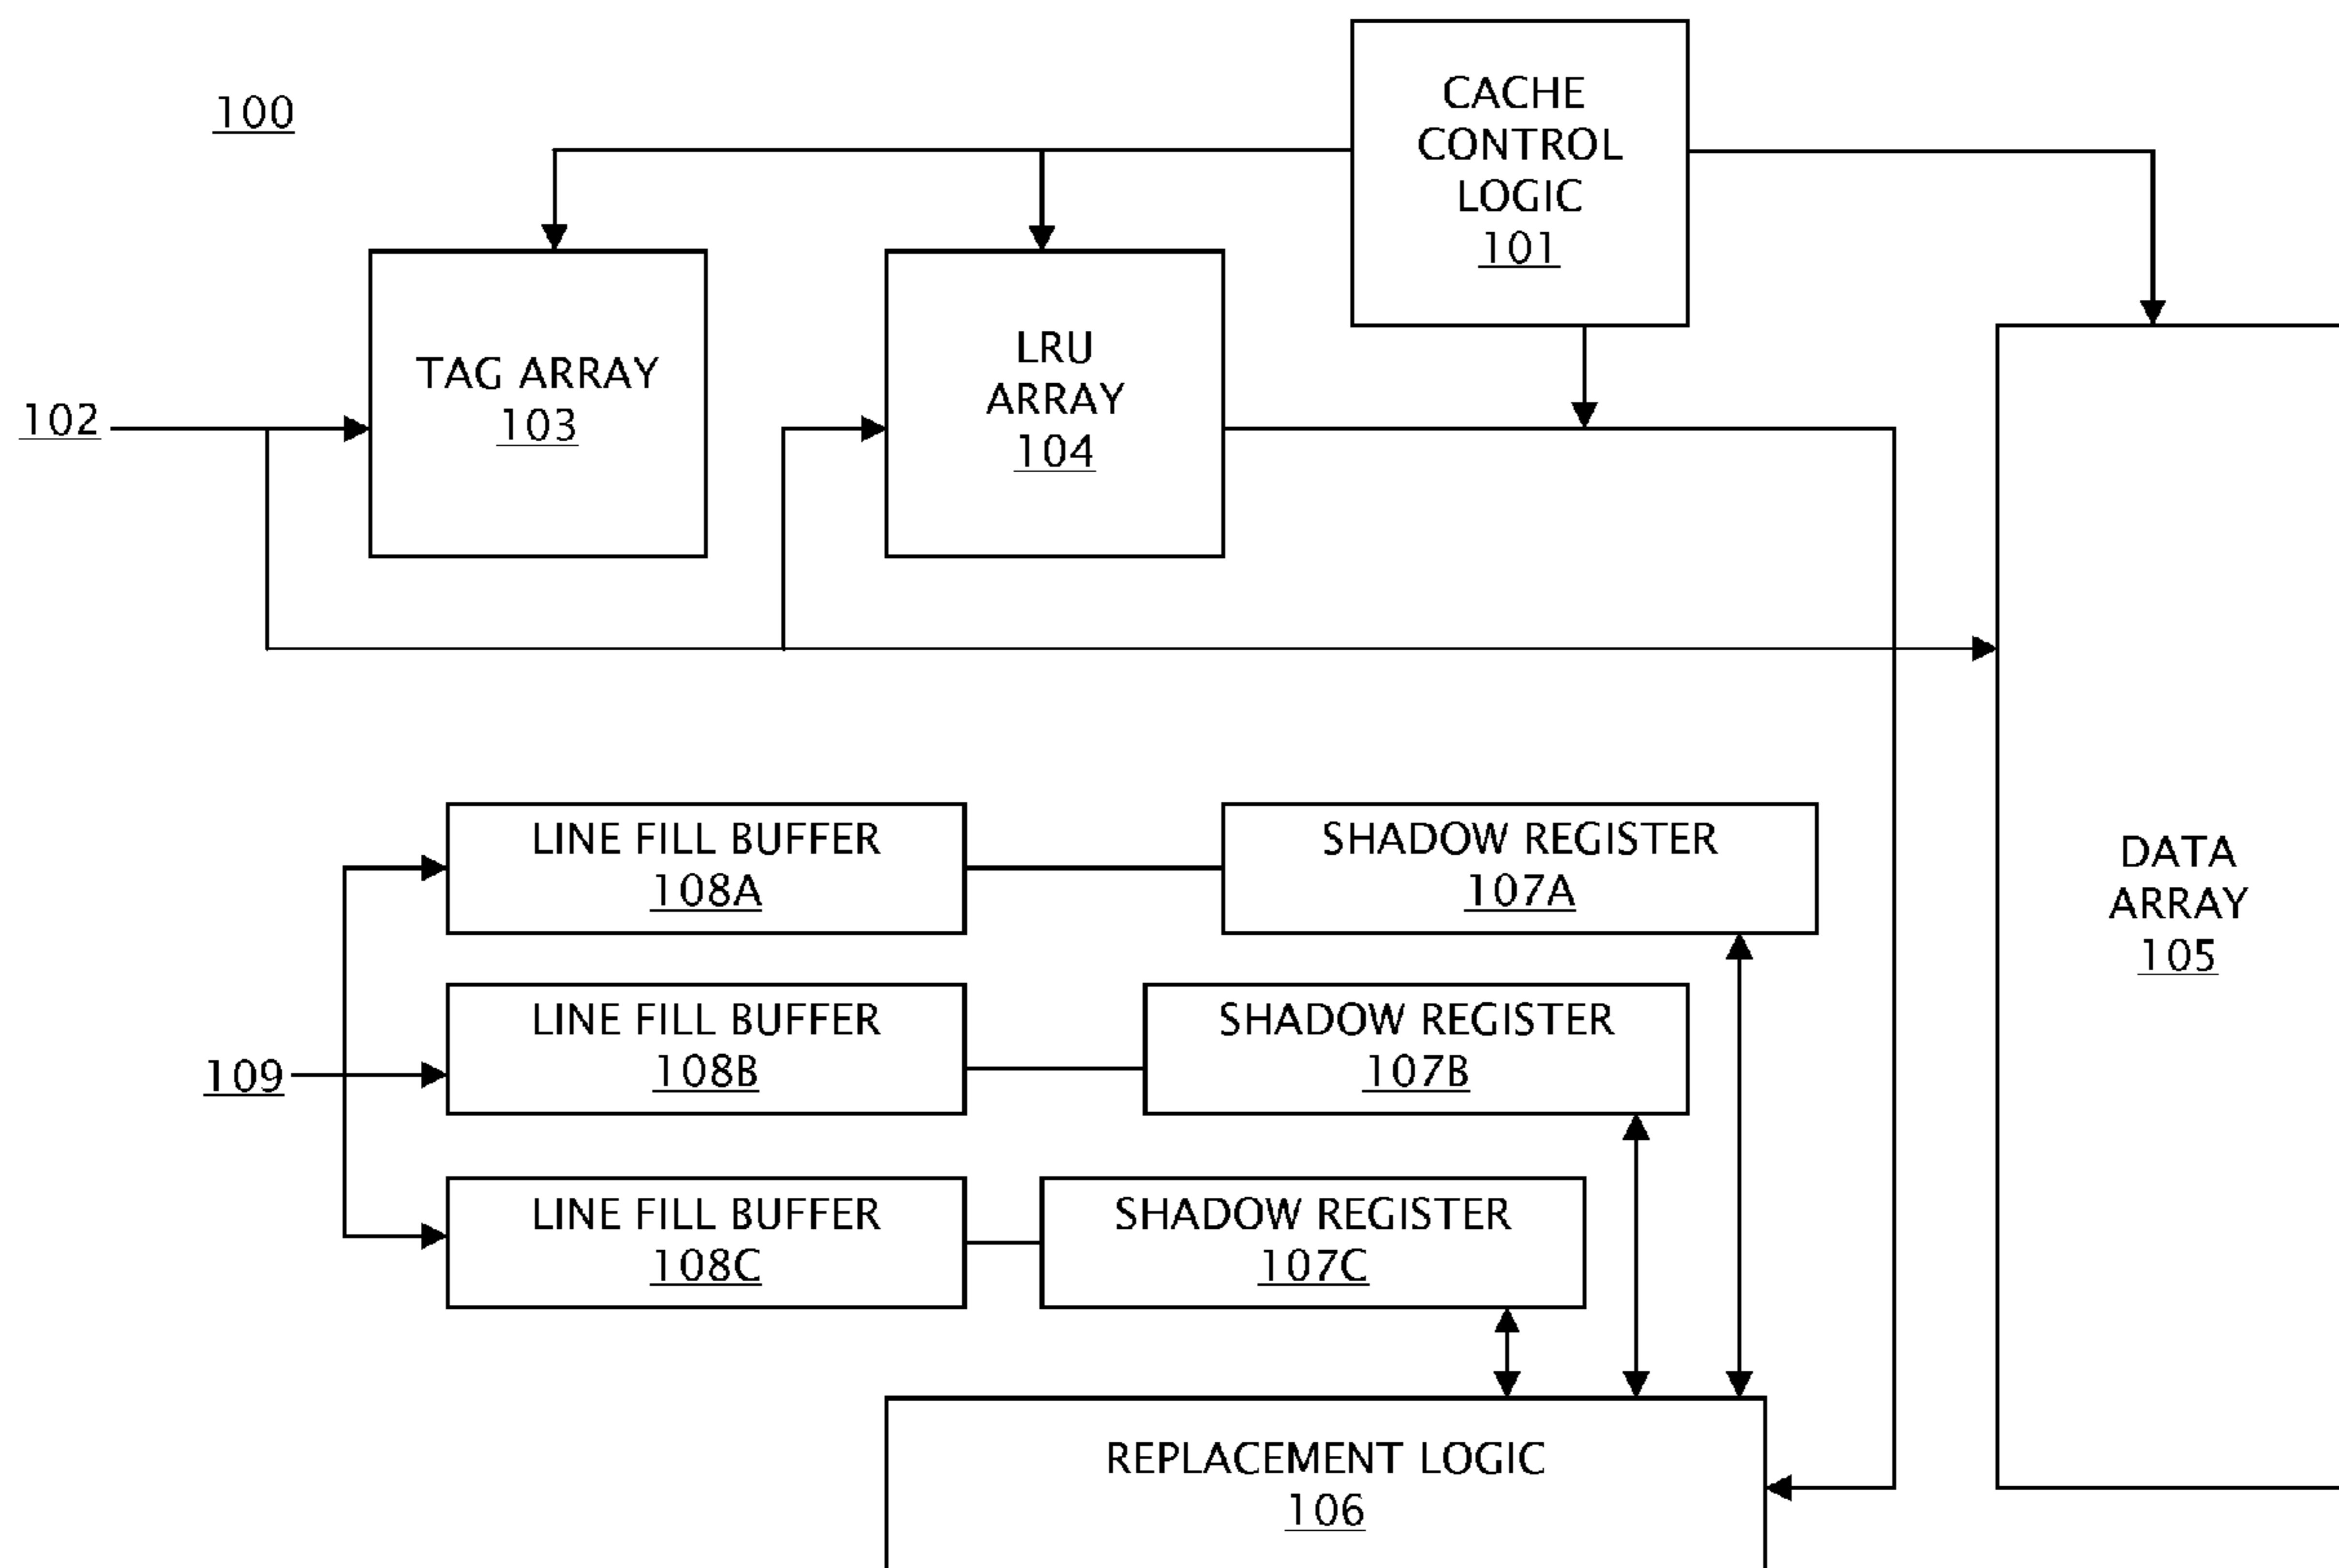 100
CACHE
CONTROL
LOGIC
101
TAG ARRAY
103
LRU
ARRAY
104
102
LINE FILL BUFFER
108A
SHADOW REGISTER
107A
DATA
ARRAY
105
LINE FILL BUFFER
108B
SHADOW REGISTER
107B
109
LINE FILL BUFFER
108C
SHADOW REGISTER
107C
REPLACEMENT LOGIC
106